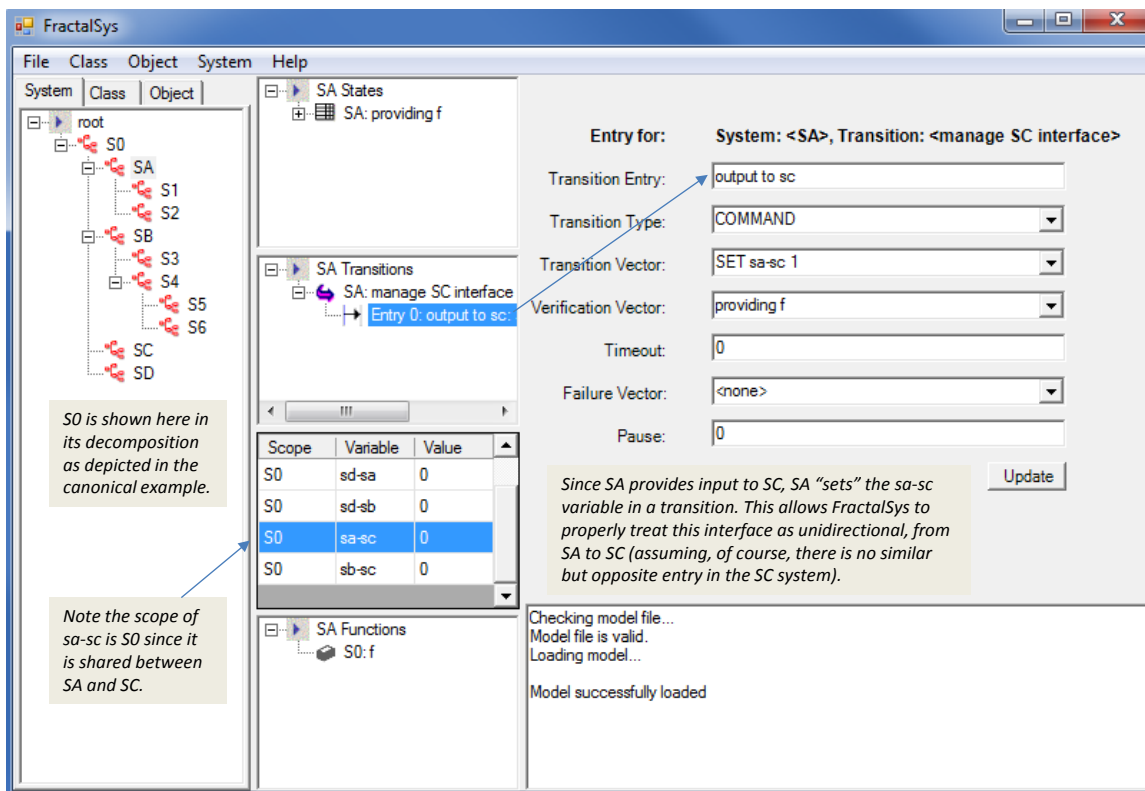 FractalSys
File Class Object System Help
System Class Object
root
S0
SA
S1
S2
SB
S3
S4
S5
S6
SC
SD
S0 is shown here in
its decomposition
as depicted in the
canonical example.
Note the scope of
sa-sc is S0 since it
is shared between
SA and SC.
SA States
SA: providing f
SA Transitions
SA: manage SC interface
Entry 0: output to sc:
Scope Variable Value
S0 sd-sa 0
S0 sd-sb 0
S0 sa-sc 0
S0 sb-sc 0
SA Functions
S0: f
Entry for: System: <SA>, Transition: <manage SC interface>
Transition Entry: output to sc
Transition Type: COMMAND
Transition Vector: SET sa-sc 1
Verification Vector: providing f
Timeout: 0
Failure Vector: <none>
Pause: 0
Update
Since SA provides input to SC, SA “sets” the sa-sc
variable in a transition. This allows FractalSys to
properly treat this interface as unidirectional, from
SA to SC (assuming, of course, there is no similar
but opposite entry in the SC system).
Checking model file...
Model file is valid.
Loading model...
Model successfully loaded